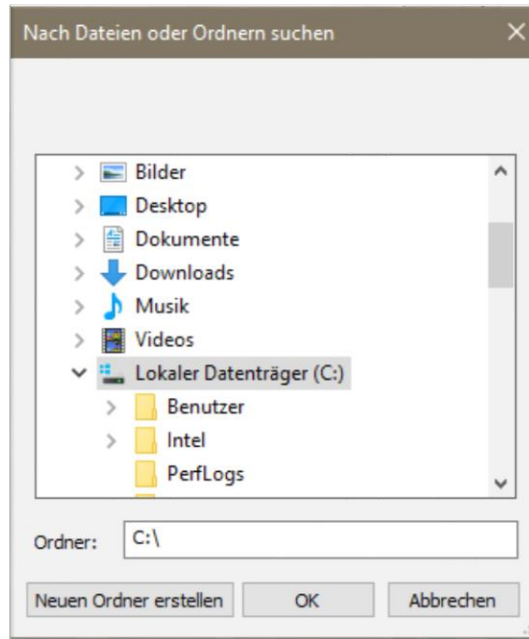 Nach Dateien oder Ordnern suchen
Bilder
Desktop
Dokumente
Downloads
Musik
Videos
Lokaler Datenträger (C:)
Benutzer
Intel
PerfLogs
Ordner: C:\
Neuen Ordner erstellen OK Abbrechen